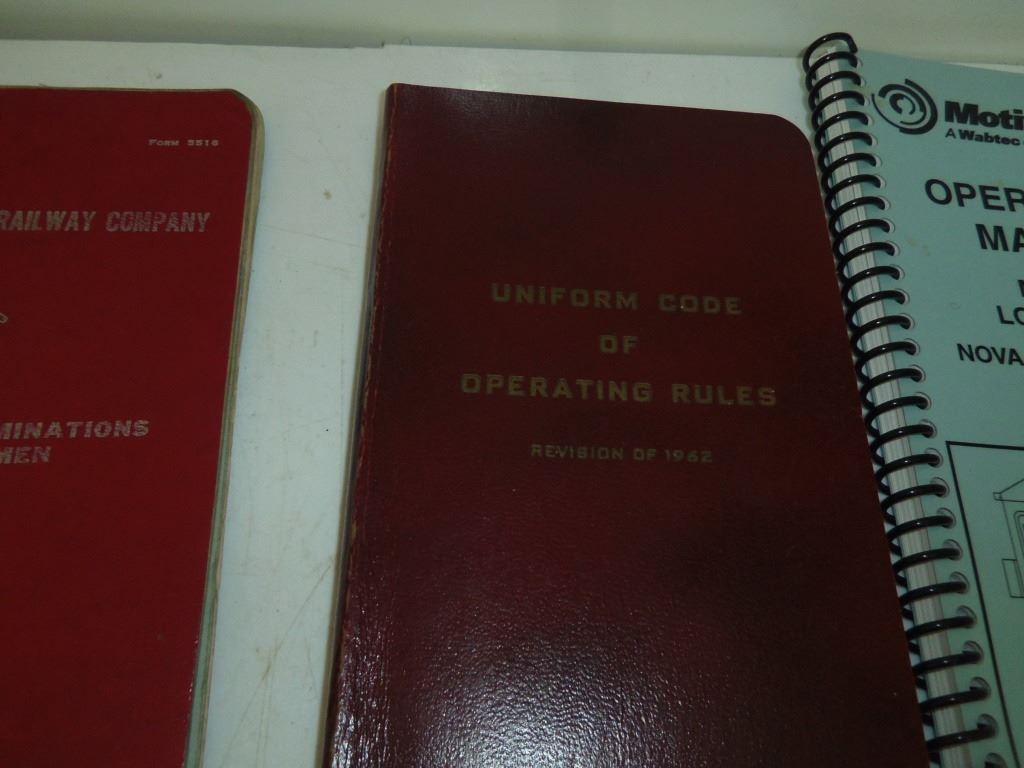 FORM 5516
RAILWAY COMPANY
MINATIONS
MEN
UNIFORM CODE
OF
OPERATING RULES
REVISION OF 1962
Moti
A Wabtec
OPER
MA
LO
NOVA